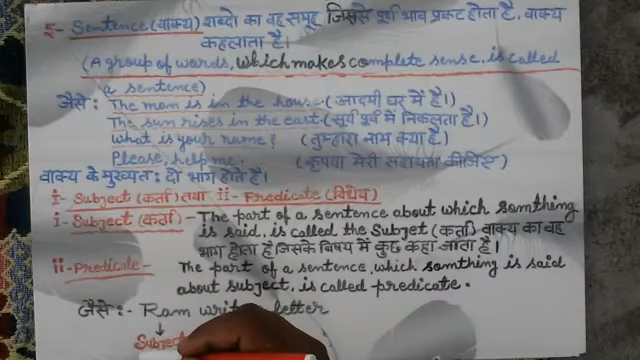 5- Sentence (वाक्य) शब्दो का वह समूह जिससे पूर्ण भाव प्रकट होता है, वाक्य
कहलाता है।
(A group of words, which makes complete sense, is called
a sentence)
जैसे: The man is in the hous- (आदमी घर में है।)
The sun rises in the east (सूर्य पूर्व में निकलता है।)
What is your name? (तुम्हारा नाम क्या है)
Please, help me. (कृपया मेरी सहायता कीजिए)
वाक्य के मुख्यतः दो भाग होते है।
i- Subject (कर्ता) तथा ii- Predicate (विधेय)
i- Subject (कर्ता) - The part of a sentence about which somthing
is said, is called the Subjet (कर्ता) वाक्य का वह
भाग होता है जिसके विषय में कुछ कहा जाता है।
ii- Predicate- The part of a sentence, which somthing is said
about subject, is called predicate.
जैसे:- Ram letter
Subject